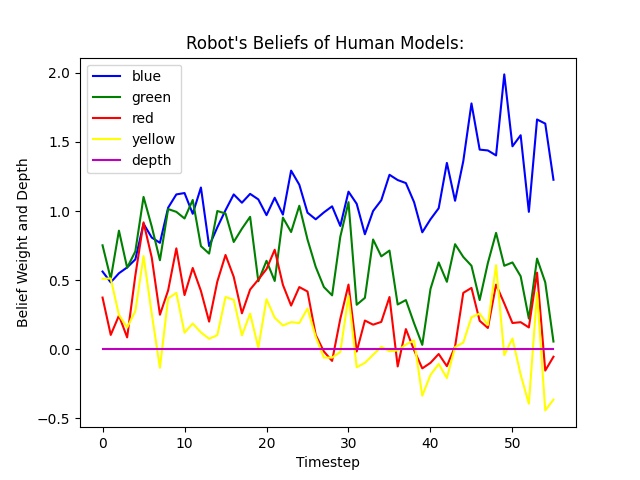 Robot's Beliefs of Human Models:
blue
green
red
yellow
depth
Belief Weight and Depth
2.0
1.5
1.0
0.5
0.0
−0.5
0
10
20
30
40
50
Timestep